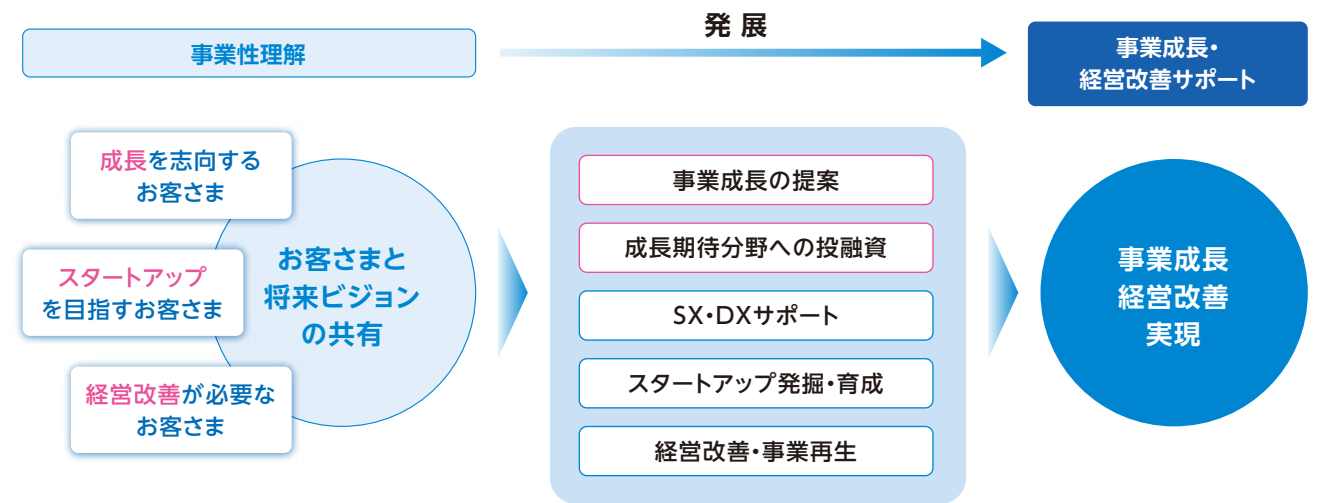 発 展
事業性理解
事業成長・
経営改善サポート
成長を志向する
お客さま
スタートアップ
を目指すお客さま
経営改善が必要な
お客さま
お客さまと
将来ビジョン
の共有
事業成長の提案
成長期待分野への投融資
SX・DXサポート
スタートアップ発掘・育成
経営改善・事業再生
事業成長
経営改善
実現